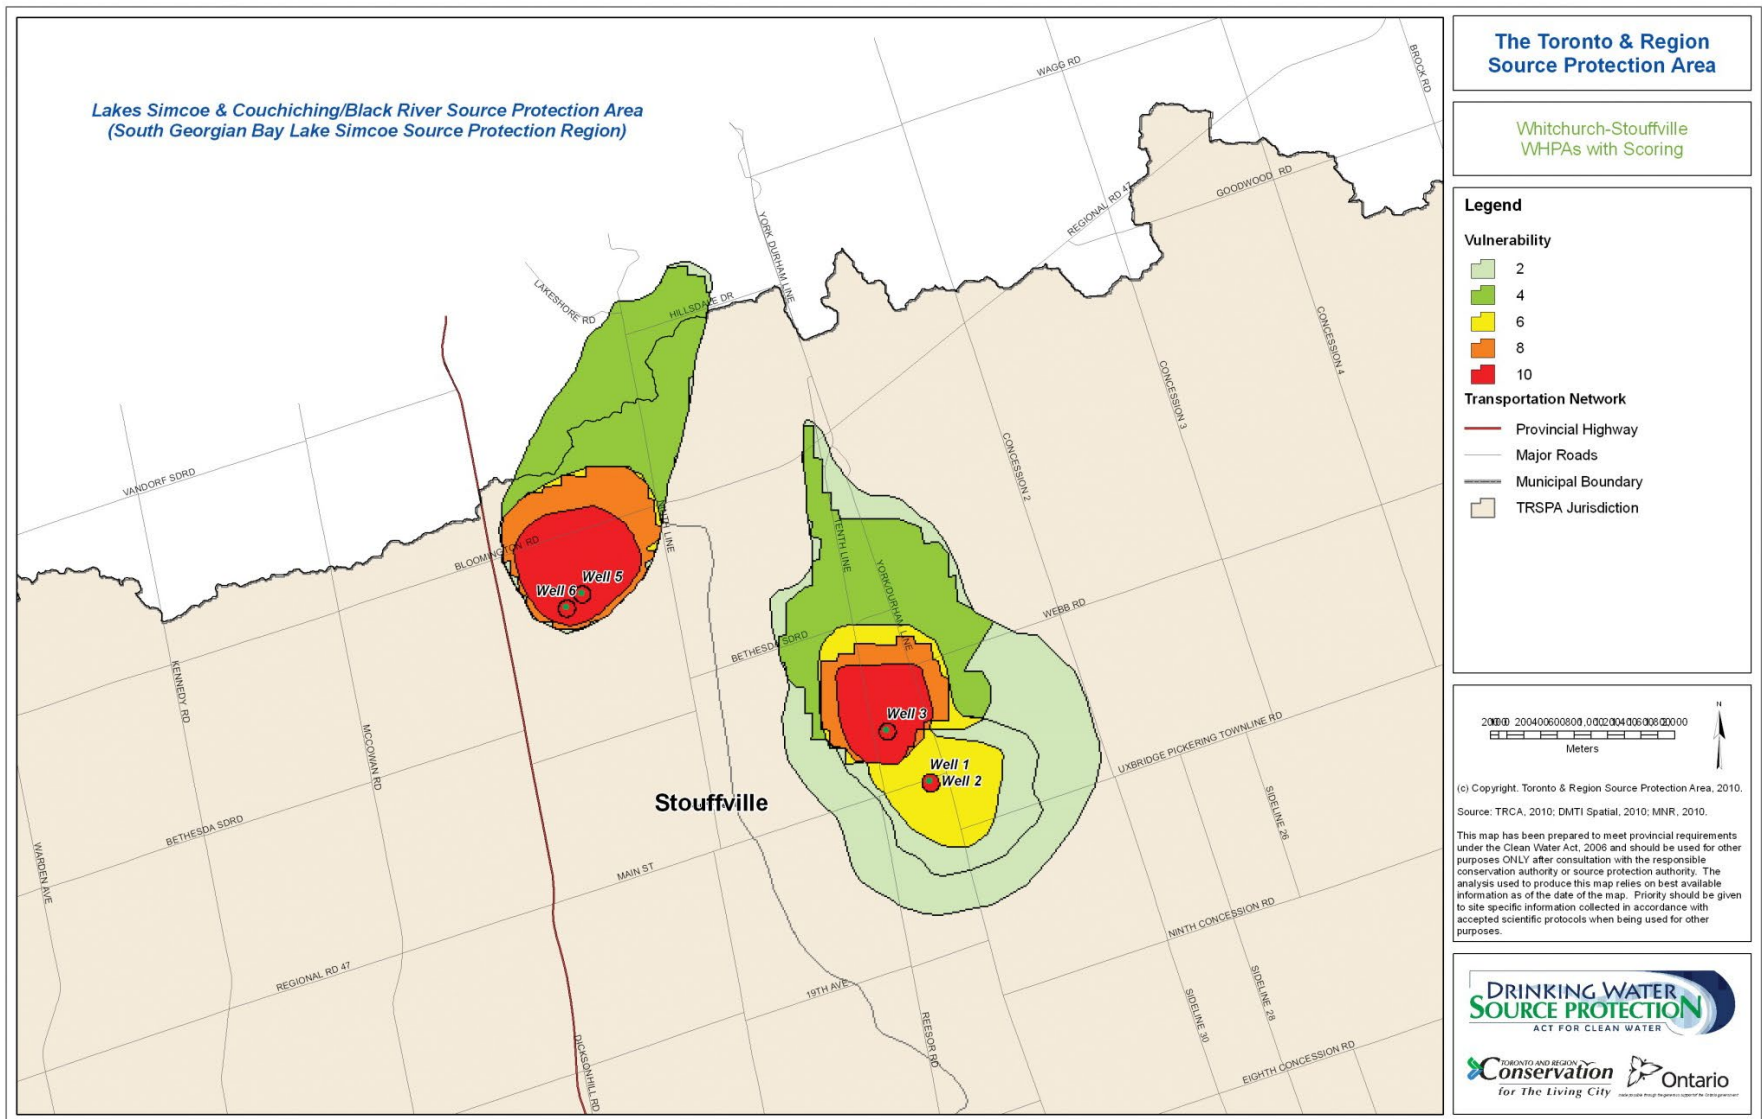 Lakes Simcoe & Couchiching/Black River Source Protection Area
(South Georgian Bay Lake Simcoe Source Protection Region)
WAGG RD
BROCK RD
GOODWOOD RD
REGIONAL RD 47
YORK DURHAM LINE
LAKESHORE RD
HILLSDALE DR
CONCESSION 4
CONCESSION 3
CONCESSION 2
VANDORF SDRD
BLOOMINGTON RD
NINTH LINE
TENTH LINE
YORK/DURHAM LINE
Well 5
Well 6
WEBB RD
BETHESDA SDRD
KENNEDY RD
MCCOWAN RD
Well 3
Well 1
Well 2
UXBRIDGE PICKERING TOWNLINE RD
Stouffville
SIDELINE 26
BETHESDA SDRD
WARDEN AVE
MAIN ST
NINTH CONCESSION RD
REGIONAL RD 47
19TH AVE
SIDELINE 28
SIDELINE 30
REESOR RD
DICKSONHILL RD
EIGHTH CONCESSION RD
The Toronto & Region
Source Protection Area
Whitchurch-Stouffville
WHPAs with Scoring
Legend
Vulnerability
2
4
6
8
10
Transportation Network
Provincial Highway
Major Roads
Municipal Boundary
TRSPA Jurisdiction
N
Meters
(c) Copyright. Toronto & Region Source Protection Area, 2010.
Source: TRCA, 2010; DMTI Spatial, 2010; MNR, 2010.
This map has been prepared to meet provincial requirements
under the Clean Water Act, 2006 and should be used for other
purposes ONLY after consultation with the responsible
conservation authority or source protection authority. The
analysis used to produce this map relies on best available
information as of the date of the map. Priority should be given
to site specific information collected in accordance with
accepted scientific protocols when being used for other
purposes.
DRINKING WATER
SOURCE PROTECTION
ACT FOR CLEAN WATER
TORONTO AND REGION
Conservation
for The Living City
Ontario